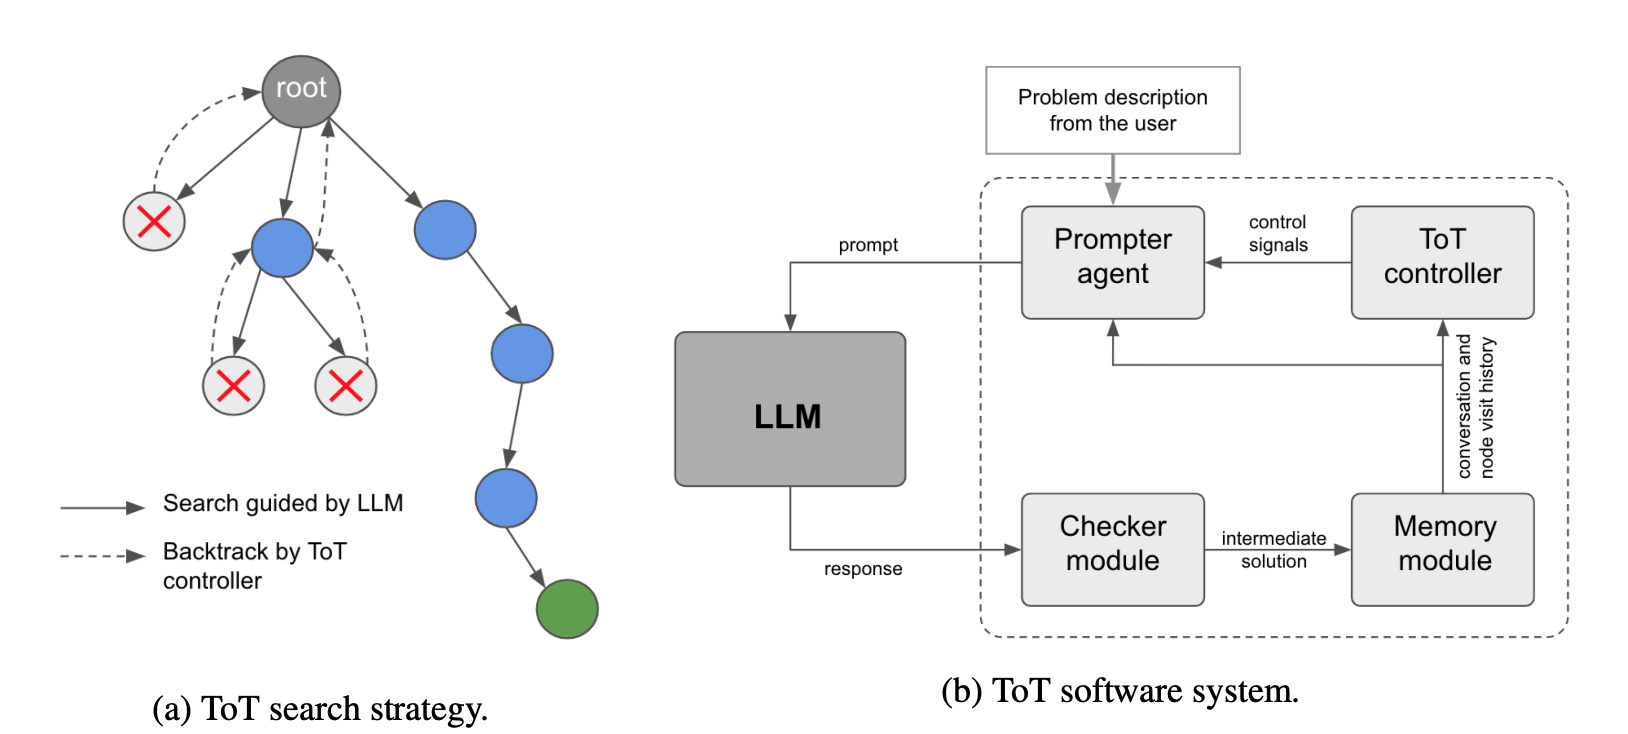 root
Search guided by LLM
Backtrack by ToT
controller
(a) ToT search strategy.
Problem description
from the user
Prompter
agent
control
signals
ToT
controller
prompt
LLM
conversation and
node visit history
response
Checker
module
intermediate
solution
Memory
module
(b) ToT software system.